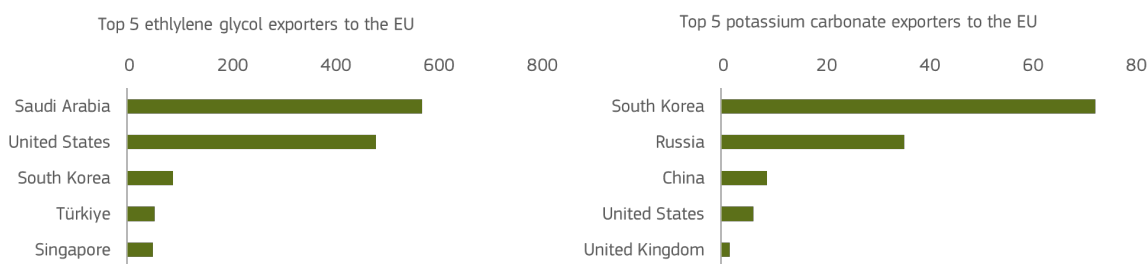 Top 5 ethlylene glycol exporters to the EU
0 200 400 600 800
Saudi Arabia
United States
South Korea
Türkiye
Singapore
Top 5 potassium carbonate exporters to the EU
0 20 40 60 80
South Korea
Russia
China
United States
United Kingdom